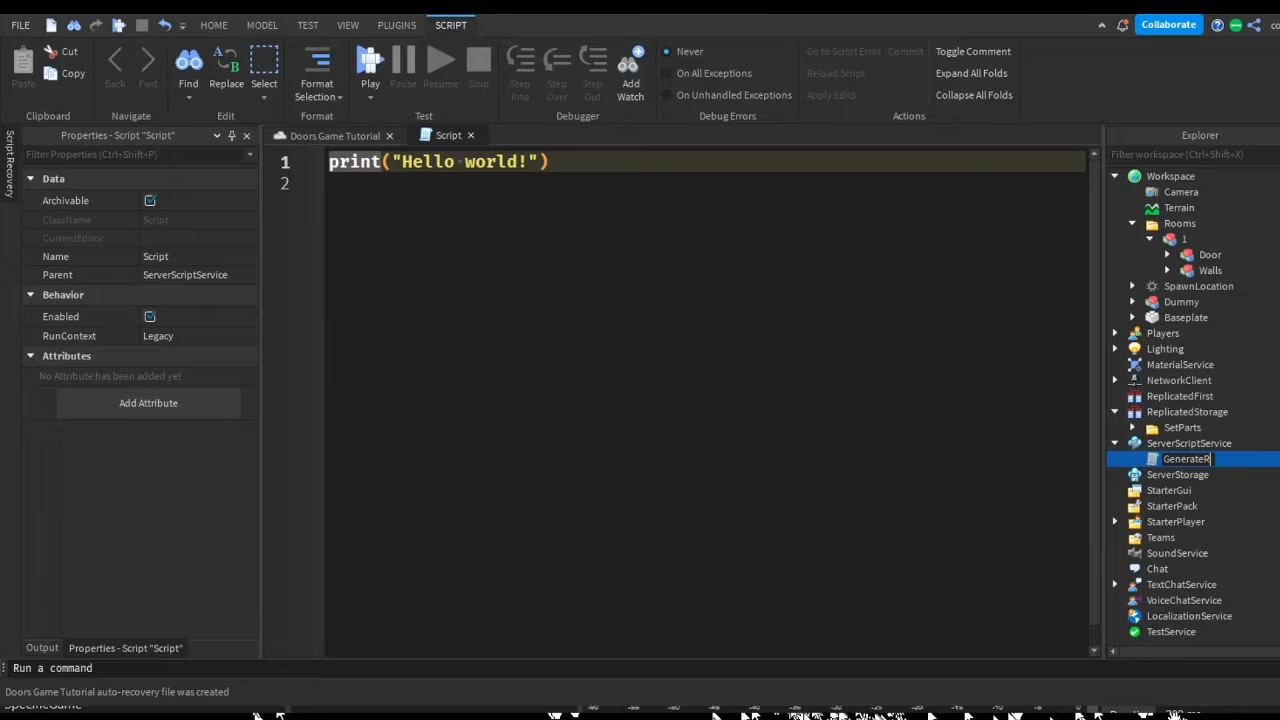 FILE HOME MODEL TEST VIEW PLUGINS SCRIPT Collaborate
Cut
Copy
Paste
Back Fwd
Find Replace Select
Format
Selection
Play Pause Resume Stop
Step
Into
Step
Over
Step
Out
Add
Watch
Never
On All Exceptions
On Unhandled Exceptions
Go to Script Error Commit
Reload Script
Apply Edits
Toggle Comment
Expand All Folds
Collapse All Folds
Clipboard Navigate Edit Format Test Debugger Debug Errors Actions
Script Recovery
Properties - Script "Script"
Filter Properties (Ctrl+Shift+P)
Data
Archivable
ClassName Script
CurrentEditor
Name Script
Parent ServerScriptService
Behavior
Enabled
RunContext Legacy
Attributes
No Attribute has been added yet
Add Attribute
Output Properties - Script "Script"
Doors Game Tutorial Script
1 print("Hello world!")
2
Explorer
Filter workspace (Ctrl+Shift+X)
Workspace
Camera
Terrain
Rooms
1
Door
Walls
SpawnLocation
Dummy
Baseplate
Players
Lighting
MaterialService
NetworkClient
ReplicatedFirst
ReplicatedStorage
SetParts
ServerScriptService
GenerateR
ServerStorage
StarterGui
StarterPack
StarterPlayer
Teams
SoundService
Chat
TextChatService
VoiceChatService
LocalizationService
TestService
Run a command
Doors Game Tutorial auto-recovery file was created